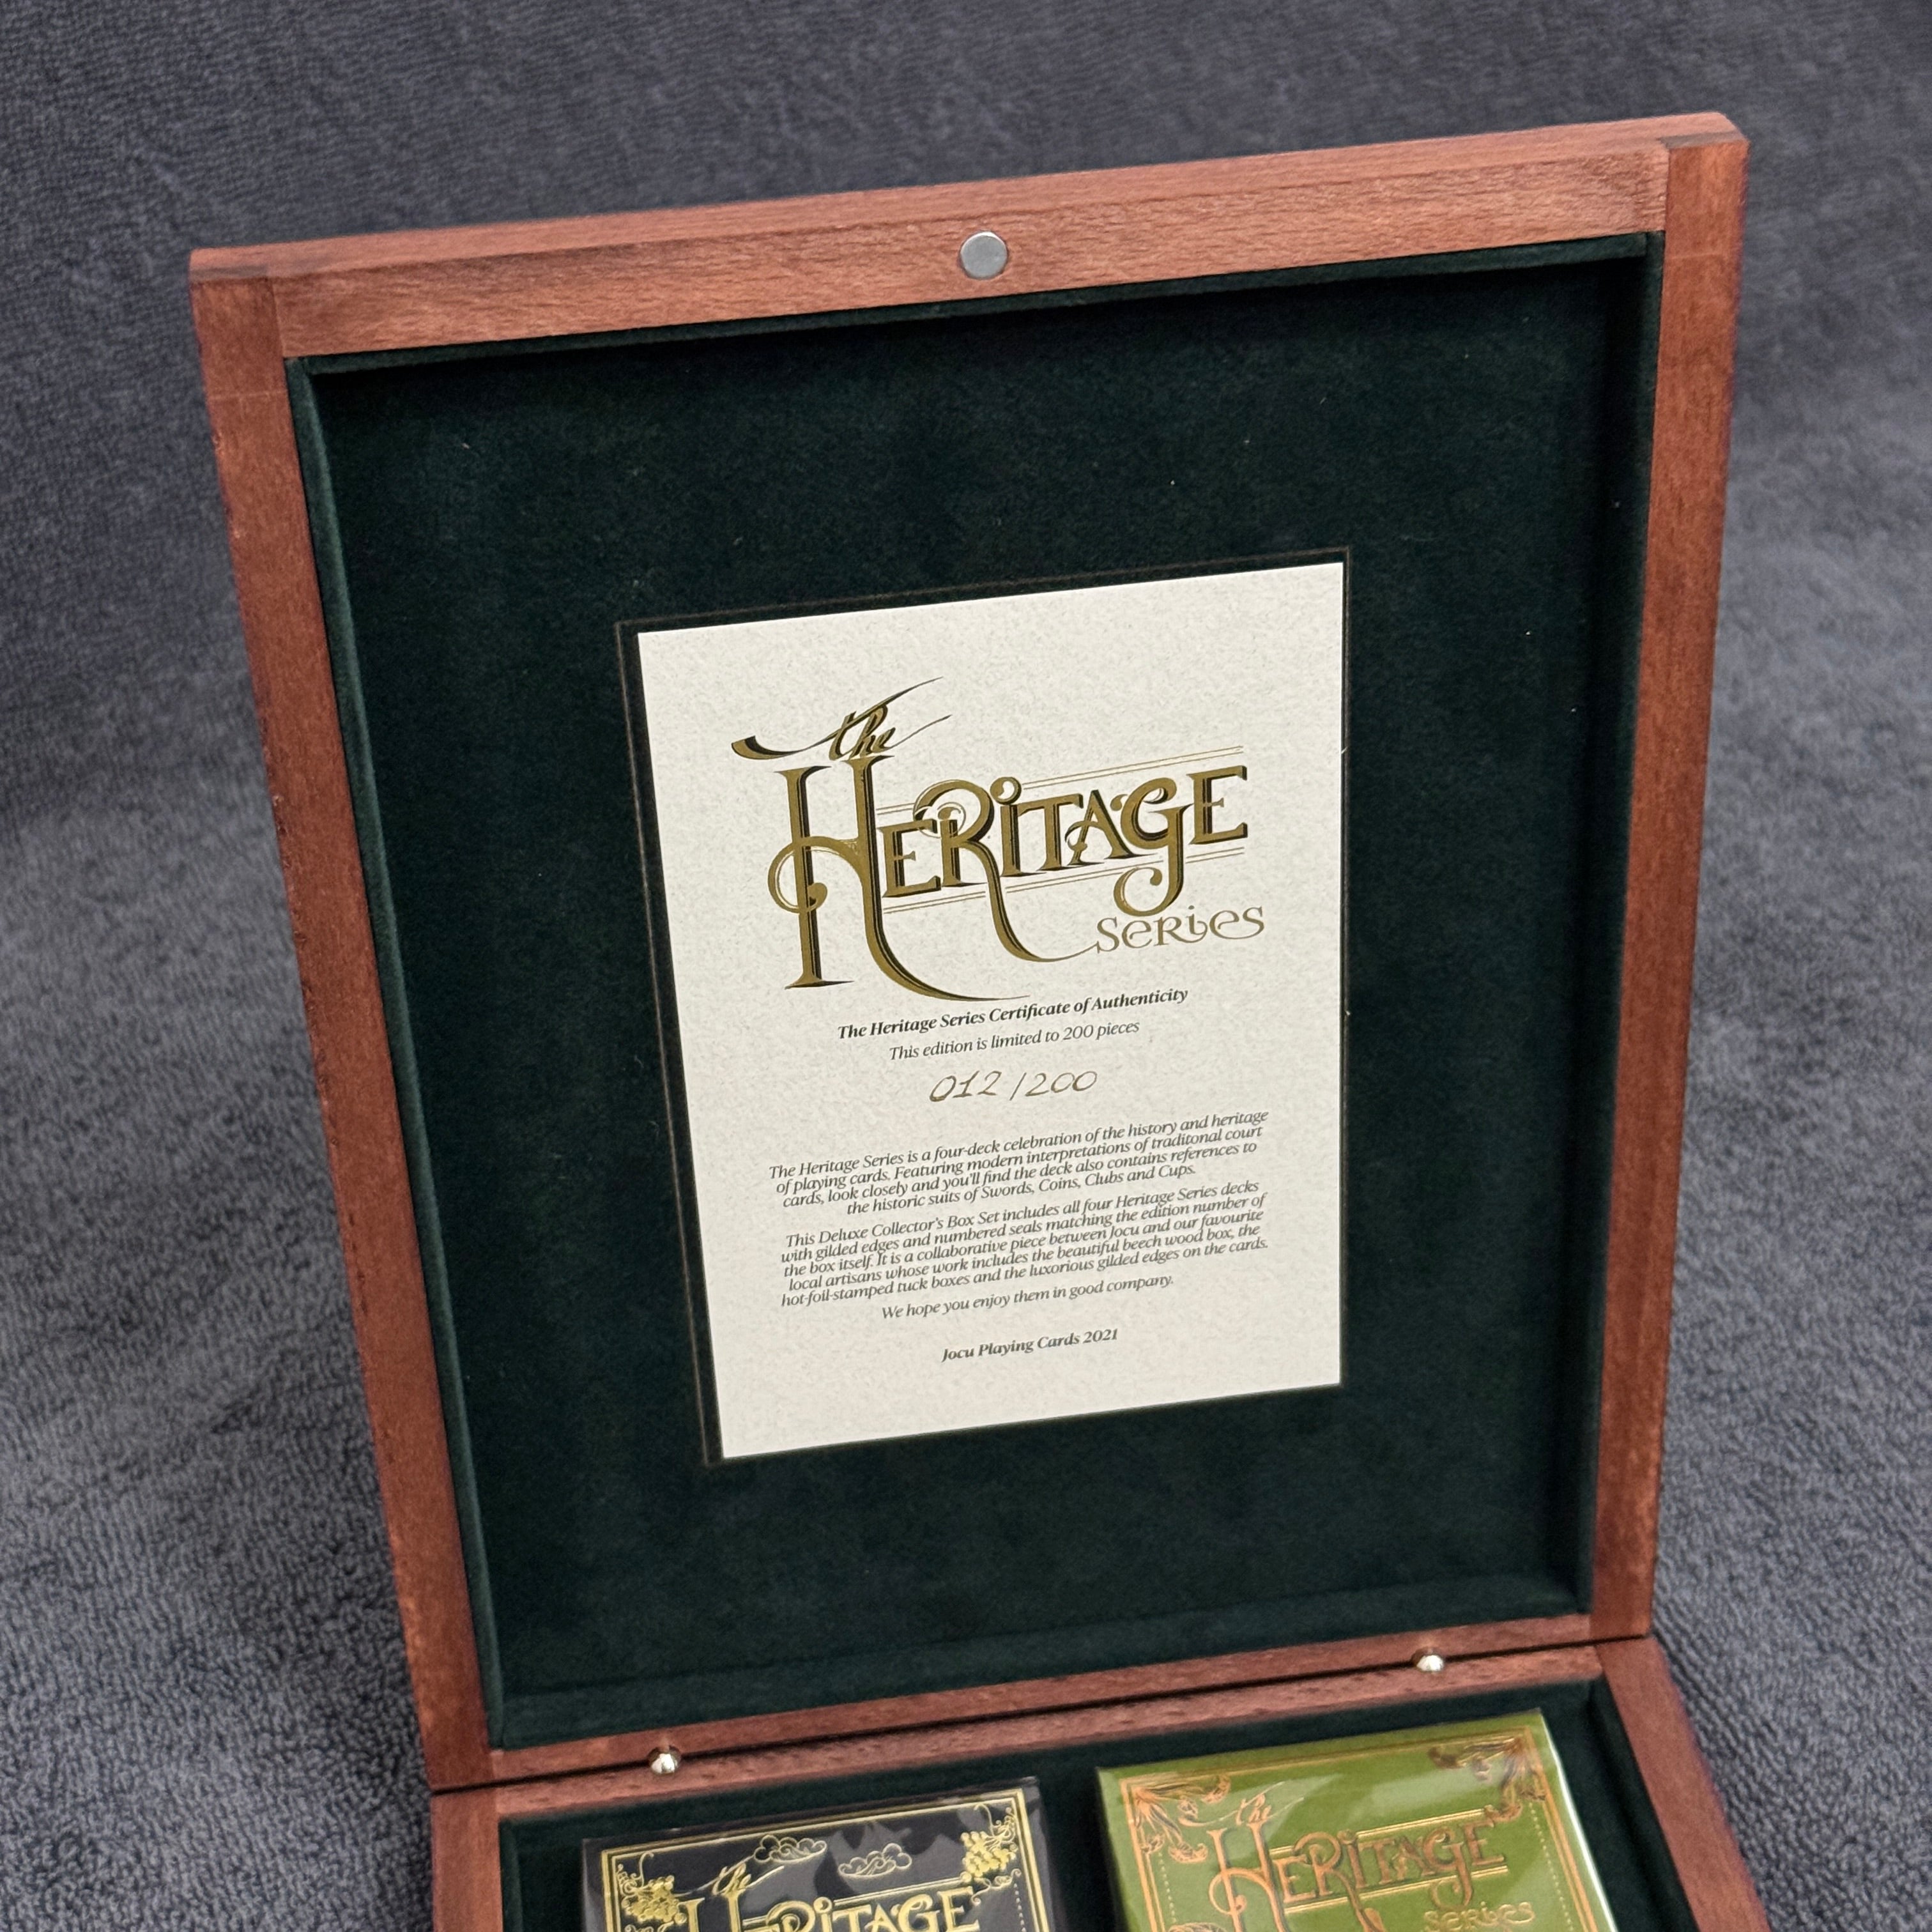 the
HERITAGE
series
The Heritage Series Certificate of Authenticity
This edition is limited to 200 pieces
012/200
The Heritage Series is a four-deck celebration of the history and heritage
of playing cards. Featuring modern interpretations of traditonal court
cards, look closely and you'll find the deck also contains references to
the historic suits of Swords, Coins, Clubs and Cups.
This Deluxe Collector's Box Set includes all four Heritage Series decks
with gilded edges and numbered seals matching the edition number of
the box itself. It is a collaborative piece between Jocu and our favourite
local artisans whose work includes the beautiful beech wood box, the
hot-foil-stamped tuck boxes and the luxorious gilded edges on the cards.
We hope you enjoy them in good company.
Jocu Playing Cards 2021
the
HERITAGE
the
HERITAGE
series